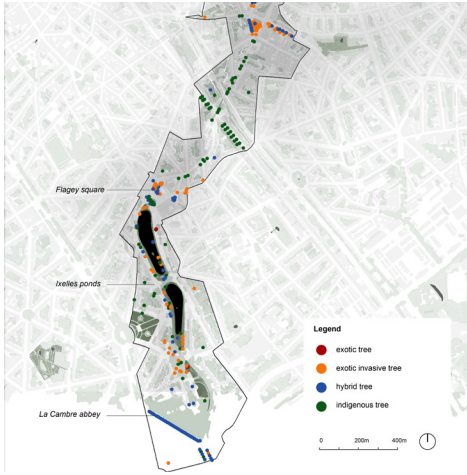 Flagey square
Ixelles ponds
La Cambre abbey
Legend
exotic tree
exotic invasive tree
hybrid tree
indigenous tree
0 200m 400m